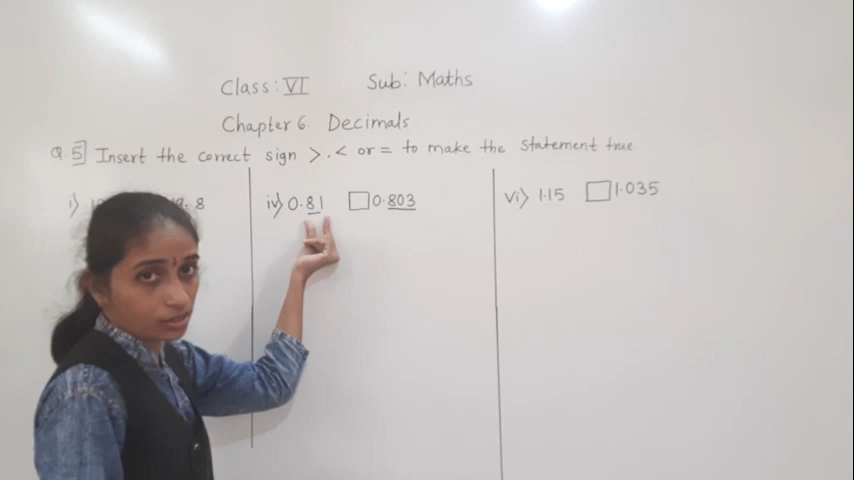 Class: VI Sub: Maths
Chapter 6. Decimals
Q.5] Insert the correct sign >, < or = to make the statement true
i) 8 iv) 0.81 0.803 vi) 1.15 1.035